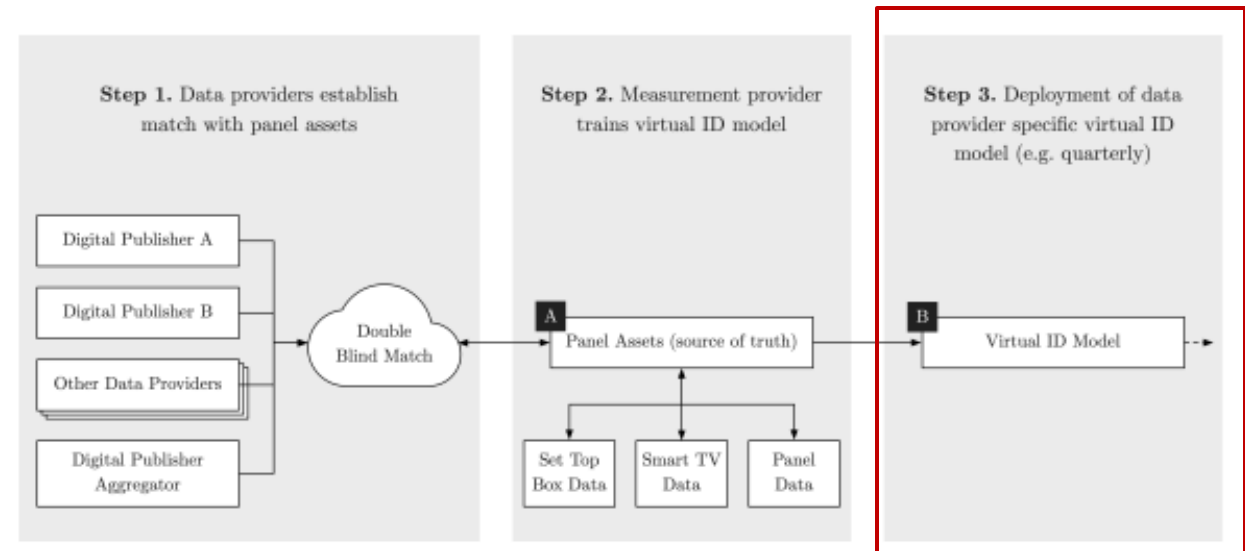 Step 1. Data providers establish
match with panel assets
Digital Publisher A
Digital Publisher B
Other Data Providers
Digital Publisher
Aggregator
Double
Blind Match
Step 2. Measurement provider
trains virtual ID model
A
Panel Assets (source of truth)
Set Top
Box Data
Smart TV
Data
Panel
Data
Step 3. Deployment of data
provider specific virtual ID
model (e.g. quarterly)
B
Virtual ID Model